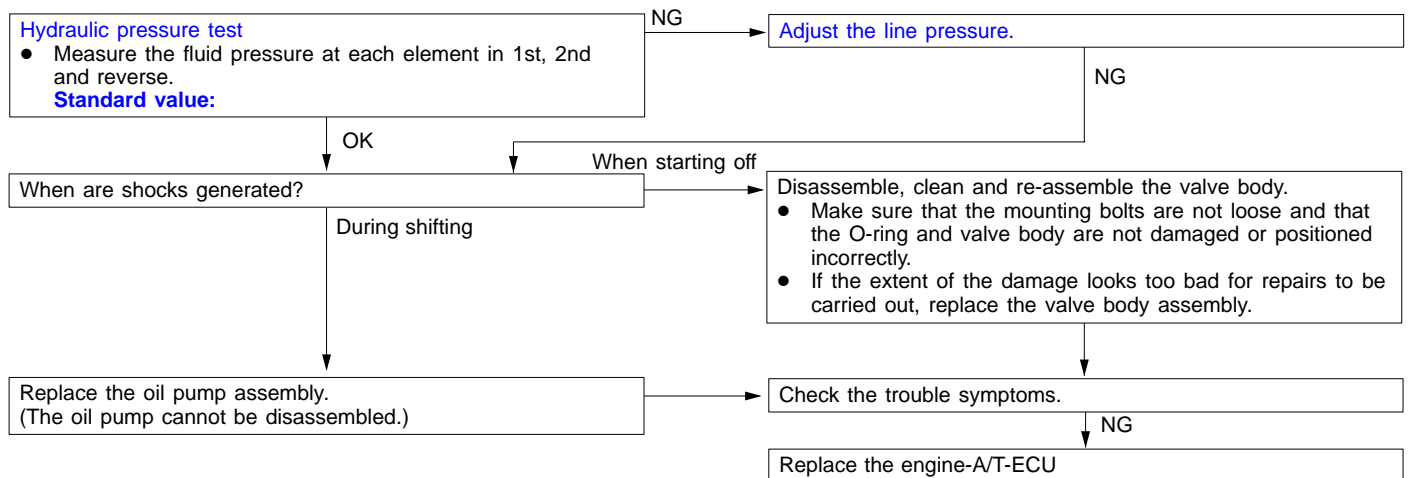 Hydraulic pressure test
● Measure the fluid pressure at each element in 1st, 2nd
and reverse.
Standard value:
NG
Adjust the line pressure.
NG
OK
When starting off
When are shocks generated?
Disassemble, clean and re-assemble the valve body.
● Make sure that the mounting bolts are not loose and that
the O-ring and valve body are not damaged or positioned
incorrectly.
● If the extent of the damage looks too bad for repairs to be
carried out, replace the valve body assembly.
During shifting
Replace the oil pump assembly.
(The oil pump cannot be disassembled.)
Check the trouble symptoms.
NG
Replace the engine-A/T-ECU